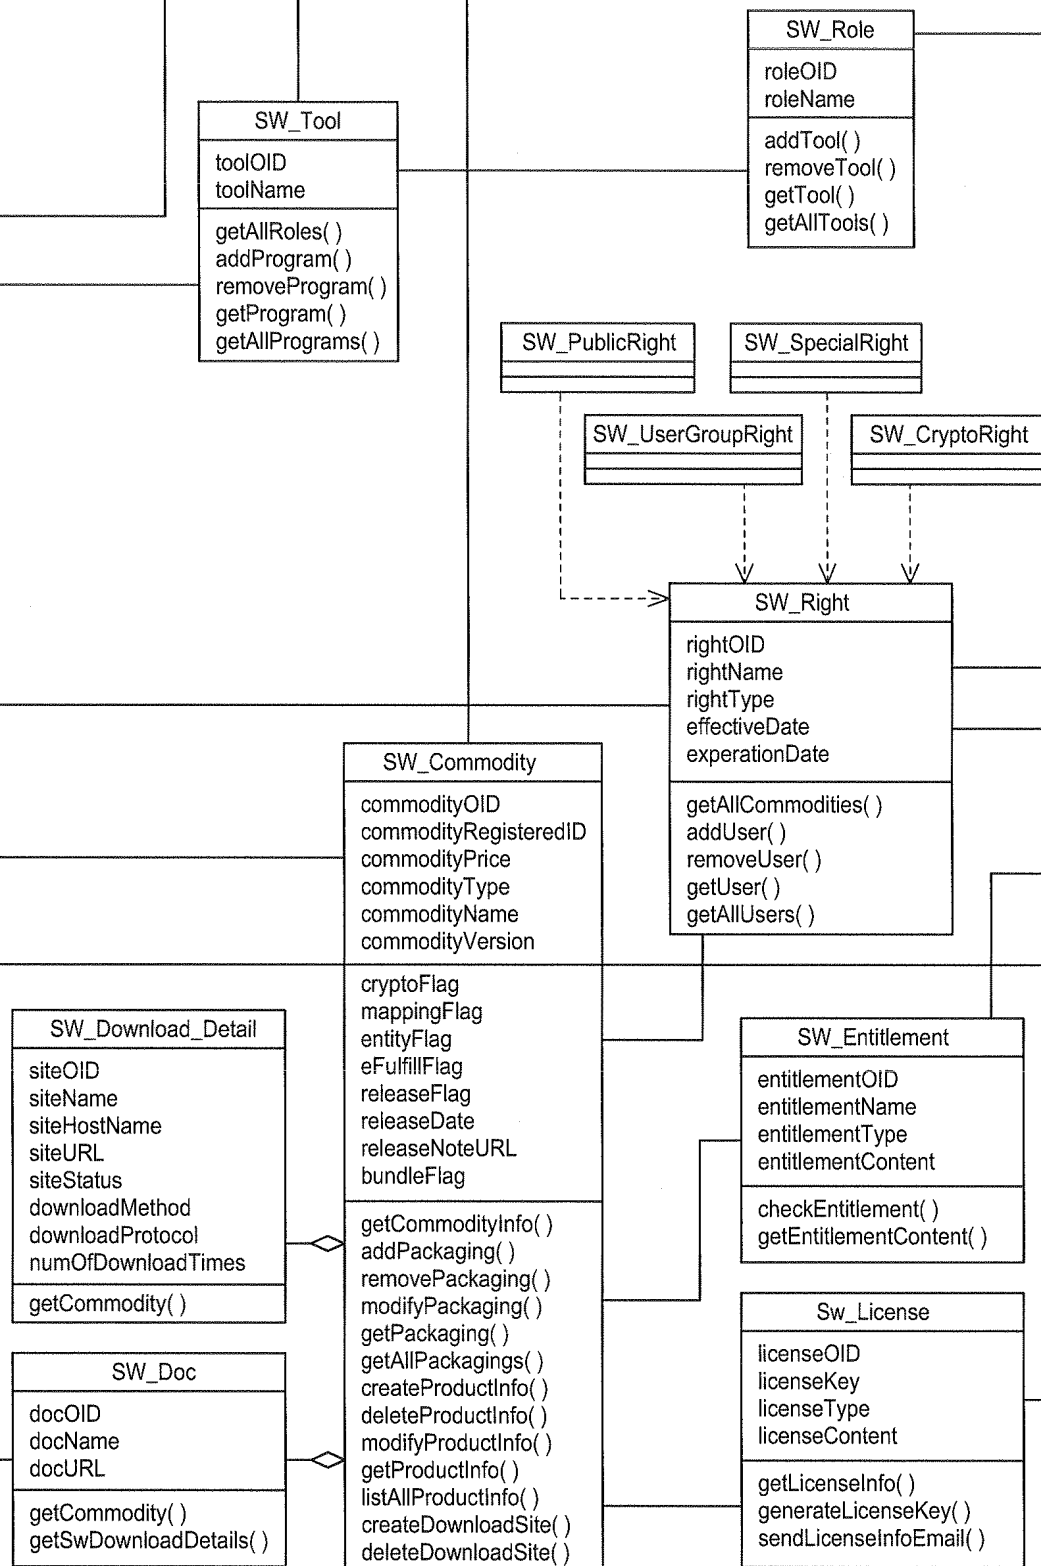 SW_Role
roleOID
roleName
addTool( )
removeTool( )
getTool( )
getAllTools( )
SW_Tool
toolOID
toolName
getAllRoles( )
addProgram( )
removeProgram( )
getProgram( )
getAllPrograms( )
SW_PublicRight
SW_SpecialRight
SW_UserGroupRight
SW_CryptoRight
SW_Right
rightOID
rightName
rightType
effectiveDate
experationDate
getAllCommodities( )
addUser( )
removeUser( )
getUser( )
getAllUsers( )
SW_Commodity
commodityOID
commodityRegisteredID
commodityPrice
commodityType
commodityName
commodityVersion
cryptoFlag
mappingFlag
entityFlag
eFulfillFlag
releaseFlag
releaseDate
releaseNoteURL
bundleFlag
getCommodityInfo( )
addPackaging( )
removePackaging( )
modifyPackaging( )
getPackaging( )
getAllPackagings( )
createProductInfo( )
deleteProductInfo( )
modifyProductInfo( )
getProductInfo( )
listAllProductInfo( )
createDownloadSite( )
deleteDownloadSite( )
SW_Download_Detail
siteOID
siteName
siteHostName
siteURL
siteStatus
downloadMethod
downloadProtocol
numOfDownloadTimes
getCommodity( )
SW_Doc
docOID
docName
docURL
getCommodity( )
getSwDownloadDetails( )
SW_Entitlement
entitlementOID
entitlementName
entitlementType
entitlementContent
checkEntitlement( )
getEntitlementContent( )
Sw_License
licenseOID
licenseKey
licenseType
licenseContent
getLicenseInfo( )
generateLicenseKey( )
sendLicenseInfoEmail( )